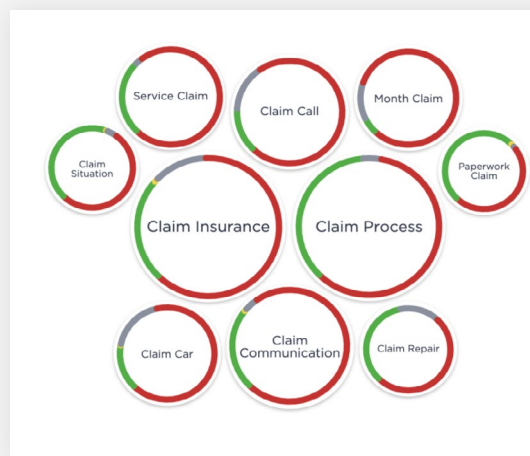 Service Claim
Claim Call
Month Claim
Claim
Situation
Paperwork
Claim
Claim Insurance
Claim Process
Claim Car
Claim
Communication
Claim Repair